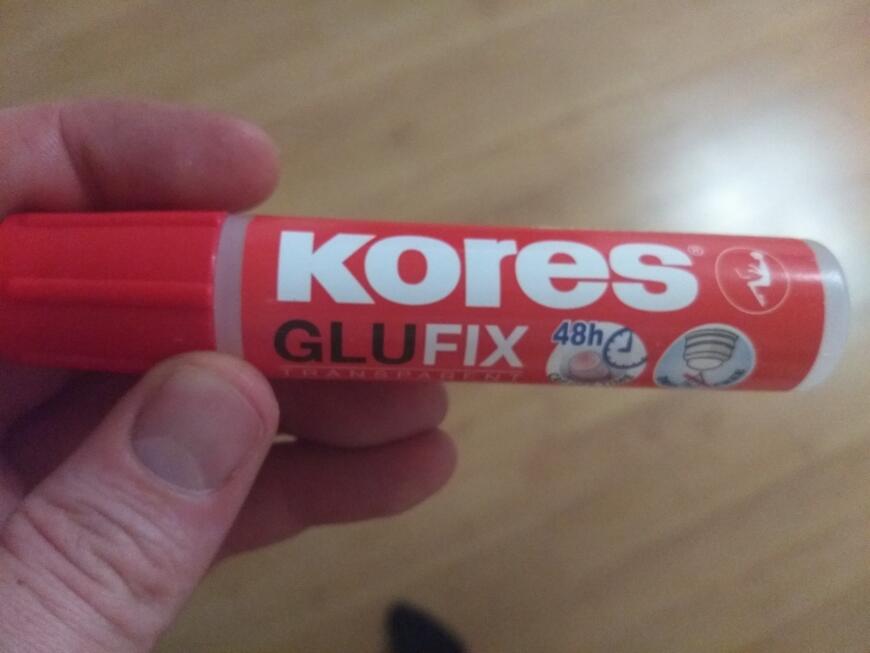 kores®
GLUFIX
TRANSPARENT
48h